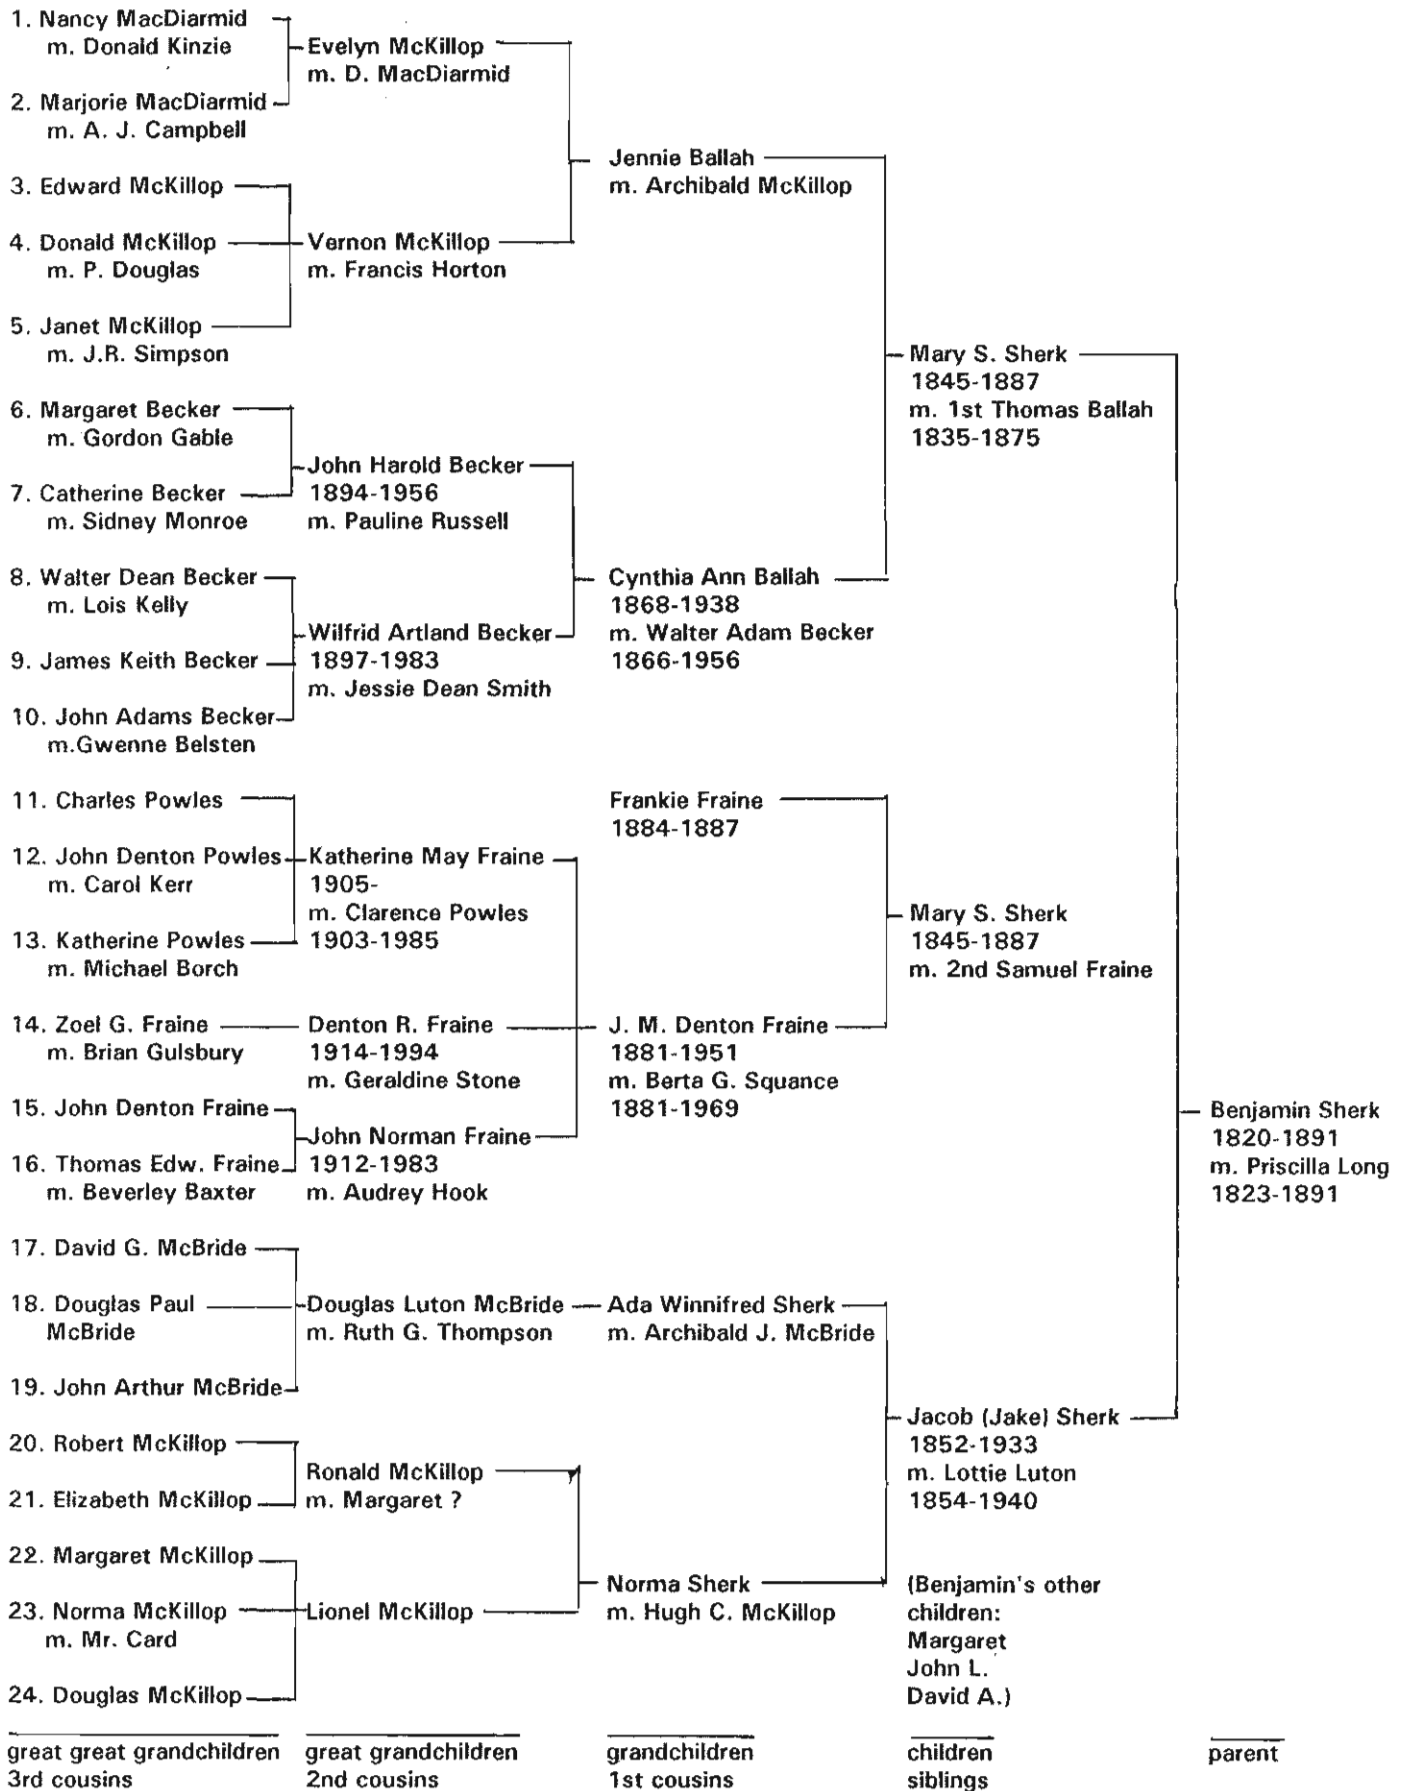 1. Nancy MacDiarmid
m. Donald Kinzie
2. Marjorie MacDiarmid
m. A. J. Campbell
3. Edward McKillop
4. Donald McKillop
m. P. Douglas
5. Janet McKillop
m. J.R. Simpson
6. Margaret Becker
m. Gordon Gable
7. Catherine Becker
m. Sidney Monroe
8. Walter Dean Becker
m. Lois Kelly
9. James Keith Becker
10. John Adams Becker
m.Gwenne Belsten
11. Charles Powles
12. John Denton Powles
m. Carol Kerr
13. Katherine Powles
m. Michael Borch
14. Zoel G. Fraine
m. Brian Gulsbury
15. John Denton Fraine
16. Thomas Edw. Fraine
m. Beverley Baxter
17. David G. McBride
18. Douglas Paul
McBride
19. John Arthur McBride
20. Robert McKillop
21. Elizabeth McKillop
22. Margaret McKillop
23. Norma McKillop
m. Mr. Card
24. Douglas McKillop
great great grandchildren
3rd cousins
Evelyn McKillop
m. D. MacDiarmid
Vernon McKillop
m. Francis Horton
John Harold Becker
1894-1956
m. Pauline Russell
Wilfrid Artland Becker
1897-1983
m. Jessie Dean Smith
Katherine May Fraine
1905-
m. Clarence Powles
1903-1985
Denton R. Fraine
1914-1994
m. Geraldine Stone
John Norman Fraine
1912-1983
m. Audrey Hook
Douglas Luton McBride
m. Ruth G. Thompson
Ronald McKillop
m. Margaret ?
Lionel McKillop
great grandchildren
2nd cousins
Jennie Ballah
m. Archibald McKillop
Cynthia Ann Ballah
1868-1938
m. Walter Adam Becker
1866-1956
Frankie Fraine
1884-1887
J. M. Denton Fraine
1881-1951
m. Berta G. Squance
1881-1969
Ada Winnifred Sherk
m. Archibald J. McBride
Norma Sherk
m. Hugh C. McKillop
grandchildren
1st cousins
Mary S. Sherk
1845-1887
m. 1st Thomas Ballah
1835-1875
Mary S. Sherk
1845-1887
m. 2nd Samuel Fraine
Jacob (Jake) Sherk
1852-1933
m. Lottie Luton
1854-1940
(Benjamin's other
children:
Margaret
John L.
David A.)
children
siblings
Benjamin Sherk
1820-1891
m. Priscilla Long
1823-1891
parent